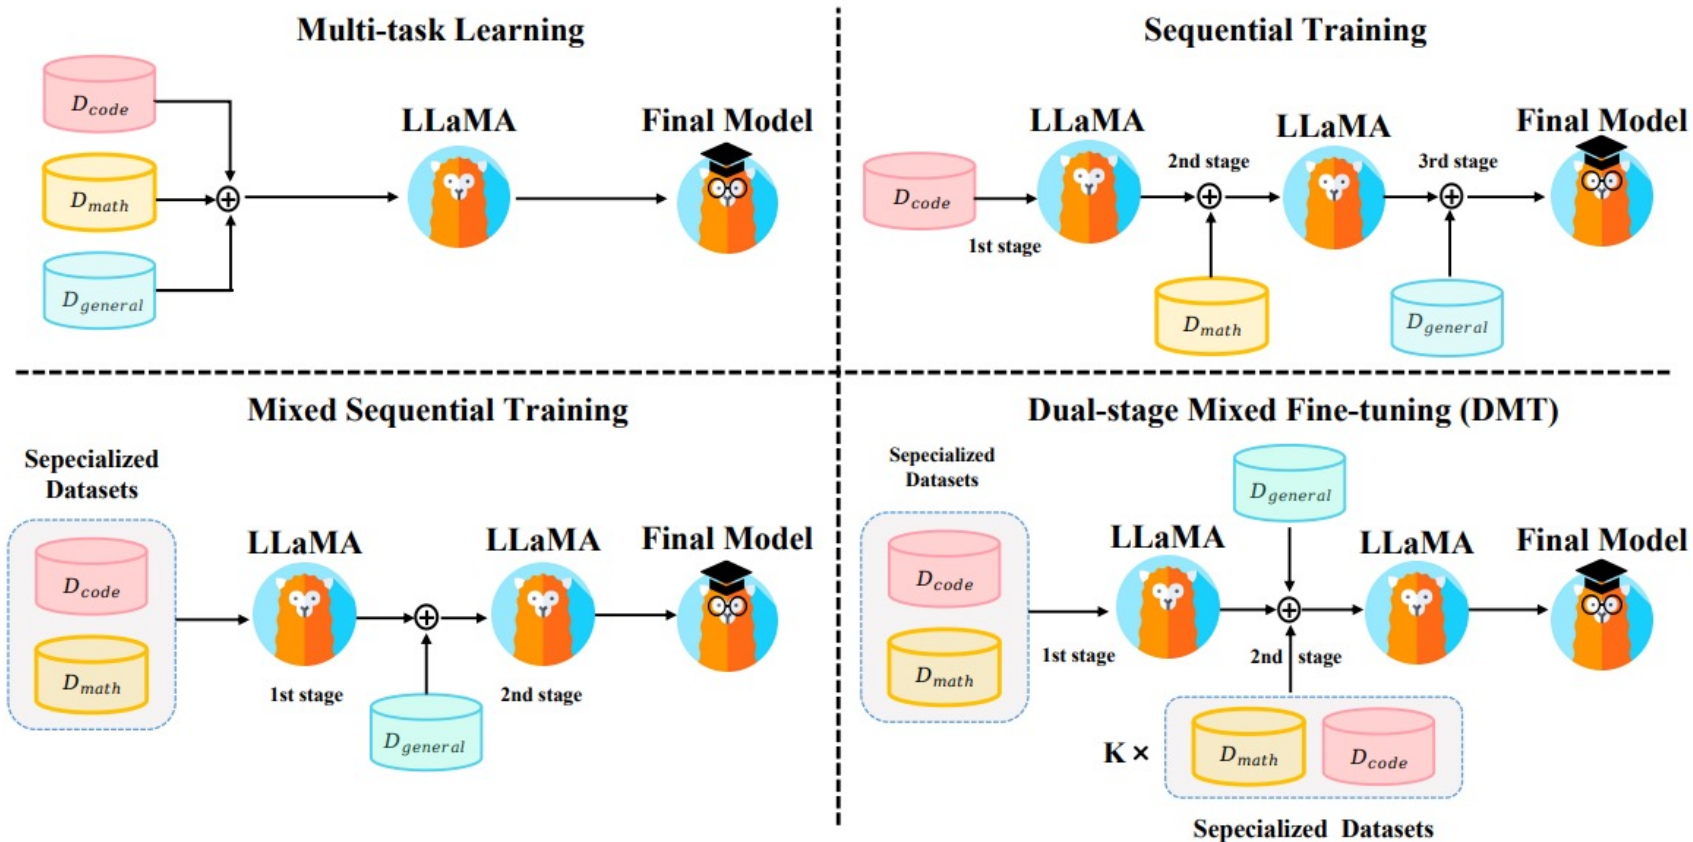 Multi-task Learning
D_code
D_math
D_general
LLaMA
Final Model
Sequential Training
D_code
1st stage
LLaMA
2nd stage
D_math
LLaMA
3rd stage
D_general
Final Model
Mixed Sequential Training
Sepecialized
Datasets
D_code
D_math
LLaMA
1st stage
D_general
LLaMA
2nd stage
Final Model
Dual-stage Mixed Fine-tuning (DMT)
Sepecialized
Datasets
D_code
D_math
1st stage
LLaMA
D_general
2nd stage
K ×
D_math
D_code
Sepecialized Datasets
LLaMA
Final Model